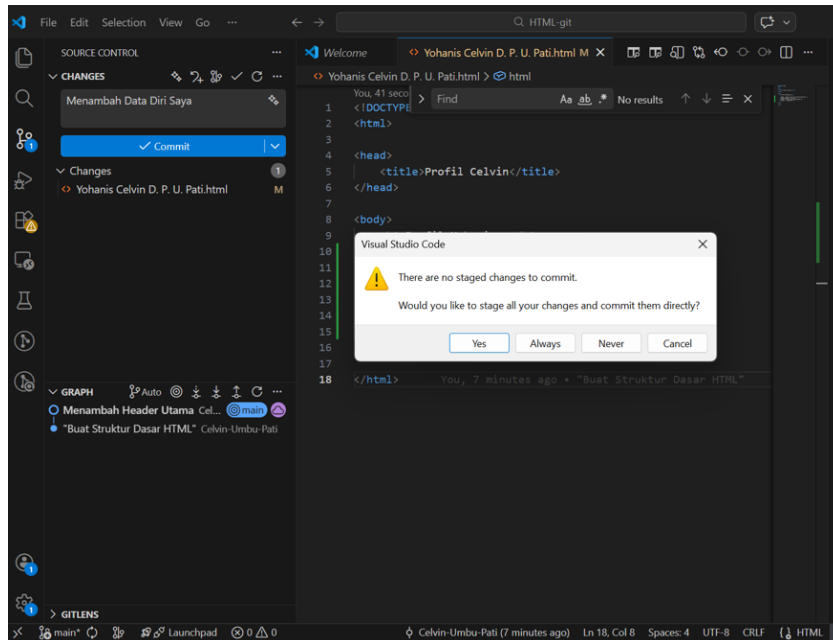 File Edit Selection View Go ··· HTML-git
SOURCE CONTROL
CHANGES
Menambah Data Diri Saya
Commit
Changes 1
Yohanis Celvin D. P. U. Pati.html M
GRAPH Auto
Menambah Header Utama Cel... main
"Buat Struktur Dasar HTML" Celvin-Umbu-Pati
GITLENS
Welcome Yohanis Celvin D. P. U. Pati.html M
Yohanis Celvin D. P. U. Pati.html > html
Find Aa ab .* No results
You, 41 seco
1 <!DOCTYPE
2 <html>
3
4 <head>
5 <title>Profil Celvin</title>
6 </head>
7
8 <body>
9
10
11
12
13
14
15
16
17
18 </html> You, 7 minutes ago • "Buat Struktur Dasar HTML"
Visual Studio Code
There are no staged changes to commit.
Would you like to stage all your changes and commit them directly?
Yes Always Never Cancel
main* Launchpad 0 0 Celvin-Umbu-Pati (7 minutes ago) Ln 18, Col 8 Spaces: 4 UTF-8 CRLF {} HTML